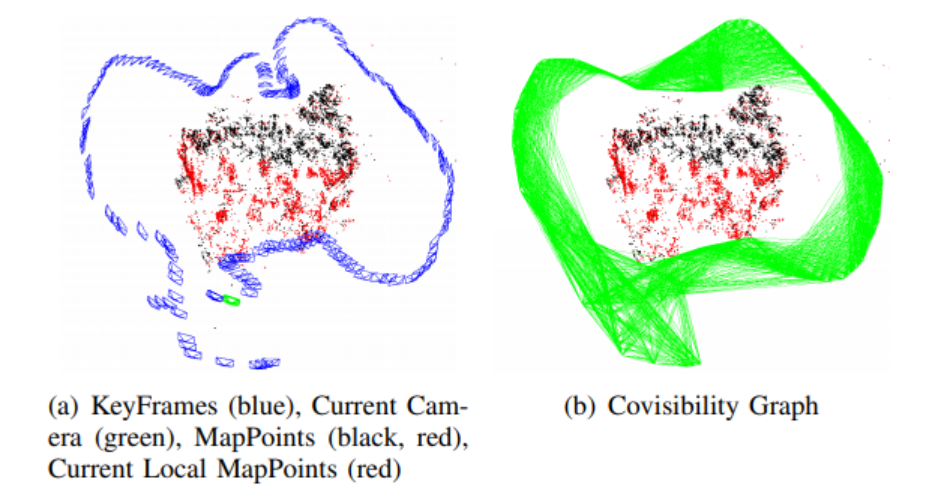 (a) KeyFrames (blue), Current Cam-
era (green), MapPoints (black, red),
Current Local MapPoints (red)
(b) Covisibility Graph